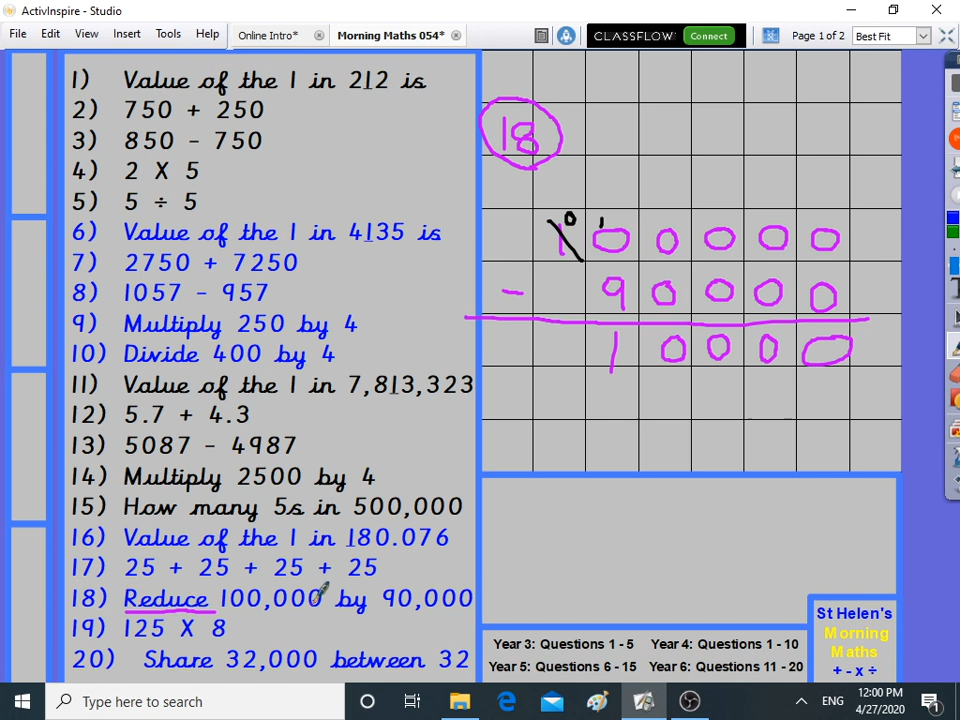 ActivInspire - Studio
File Edit View Insert Tools Help Online Intro* Morning Maths 054* CLASSFLOW Connect Page 1 of 2 Best Fit
1) Value of the 1 in 212 is
2) 750 + 250
3) 850 - 750
4) 2 X 5
5) 5 ÷ 5
6) Value of the 1 in 4135 is
7) 2750 + 7250
8) 1057 - 957
9) Multiply 250 by 4
10) Divide 400 by 4
11) Value of the 1 in 7,813,323
12) 5.7 + 4.3
13) 5087 - 4987
14) Multiply 2500 by 4
15) How many 5s in 500,000
16) Value of the 1 in 180.076
17) 25 + 25 + 25 + 25
18) Reduce 100,000 by 90,000
19) 125 X 8
20) Share 32,000 between 32
18
0 1
1 0 0 0 0 0
- 9 0 0 0 0
1 0 0 0 0
Year 3: Questions 1 - 5 Year 4: Questions 1 - 10
Year 5: Questions 6 - 15 Year 6: Questions 11 - 20
St Helen's
Morning
Maths
+ - x ÷
Type here to search
ENG
12:00 PM
4/27/2020
1